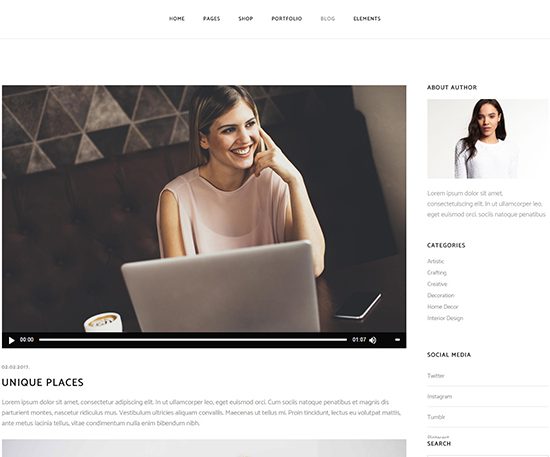 HOME PAGES SHOP PORTFOLIO BLOG ELEMENTS
00:00 01:07
02.02.2017.
UNIQUE PLACES
Lorem ipsum dolor sit amet, consectetur adipiscing elit. In ut ullamcorper leo, eget euismod orci. Cum sociis natoque penatibus et magnis dis
parturient montes, nascetur ridiculus mus. Vestibulum ultricies aliquam convallis. Maecenas ut tellus mi. Proin tincidunt, lectus eu volutpat mattis,
ante metus lacinia tellus, vitae condimentum nulla enim bibendum nibh.
ABOUT AUTHOR
Lorem ipsum dolor sit amet,
consectetuiscing elit. In ut ullamcorper leo,
eget euismod orci. sociis natoque penatibus
CATEGORIES
Artistic
Crafting
Creative
Decoration
Home Decor
Interior Design
SOCIAL MEDIA
Twitter
Instagram
Tumblr
Pinterest
SEARCH